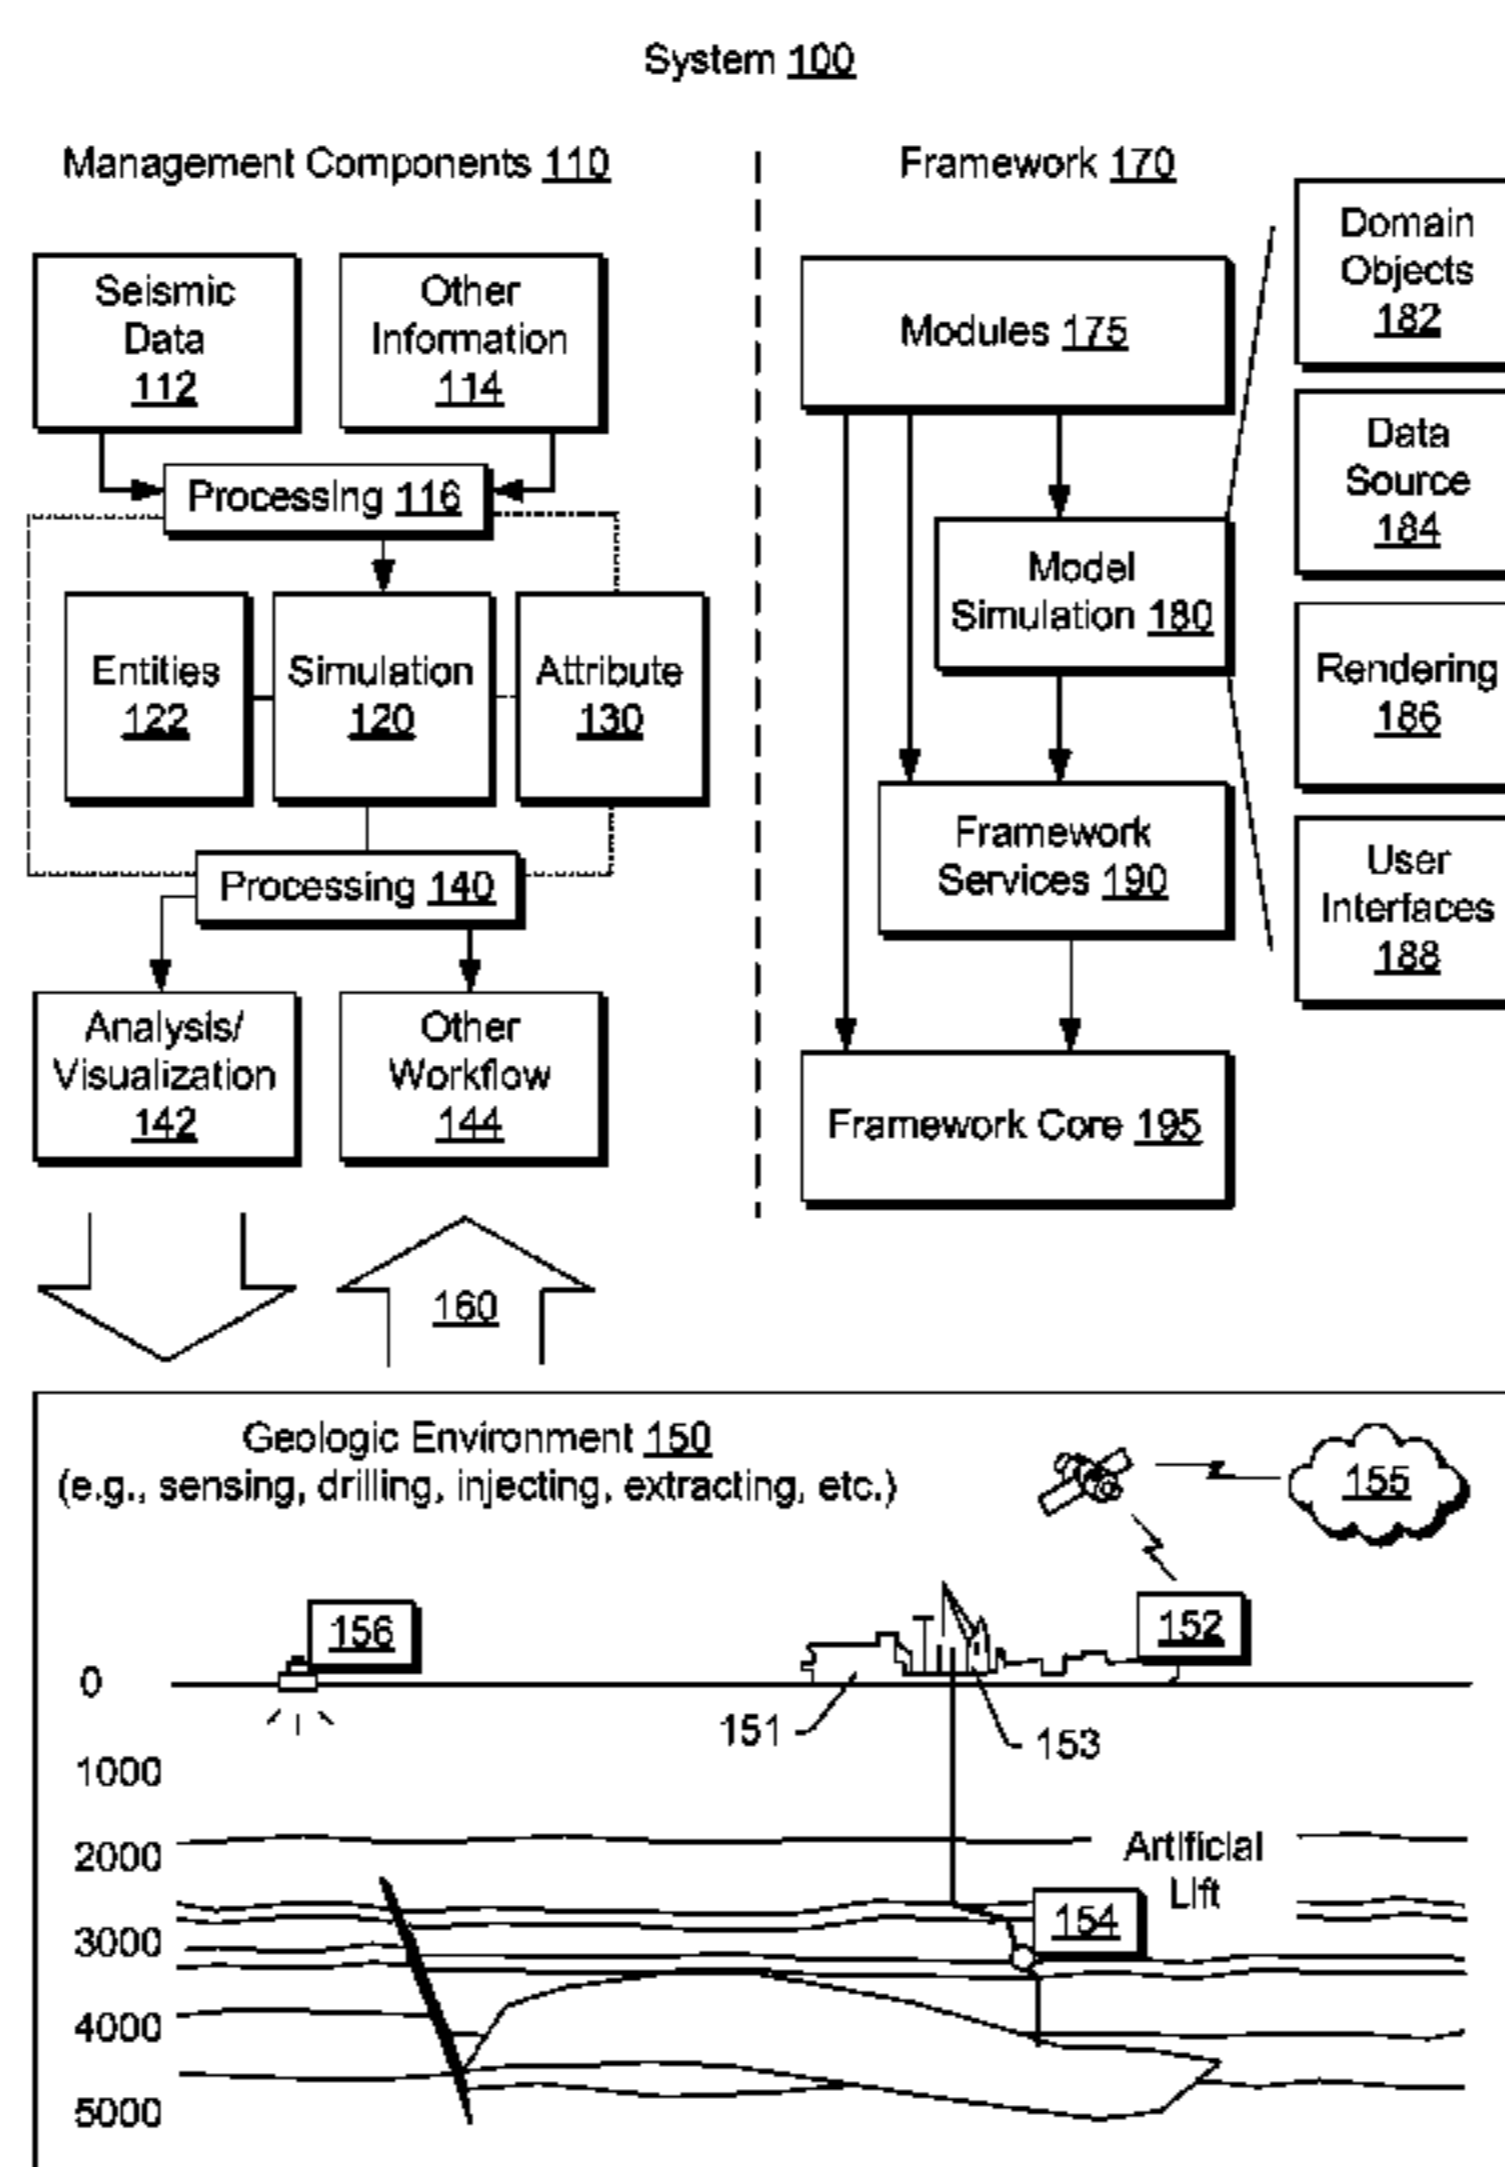 System 100
Management Components 110
Framework 170
Seismic
Data
112
Other
Information
114
Processing 116
Entities
122
Simulation
120
Attribute
130
Processing 140
Analysis/
Visualization
142
Other
Workflow
144
Modules 175
Model
Simulation 180
Framework
Services 190
Framework Core 195
Domain
Objects
182
Data
Source
184
Rendering
186
User
Interfaces
188
160
Geologic Environment 150
(e.g., sensing, drilling, injecting, extracting, etc.)
155
156
152
0
151
153
1000
2000
Artificial
Lift
154
3000
4000
5000